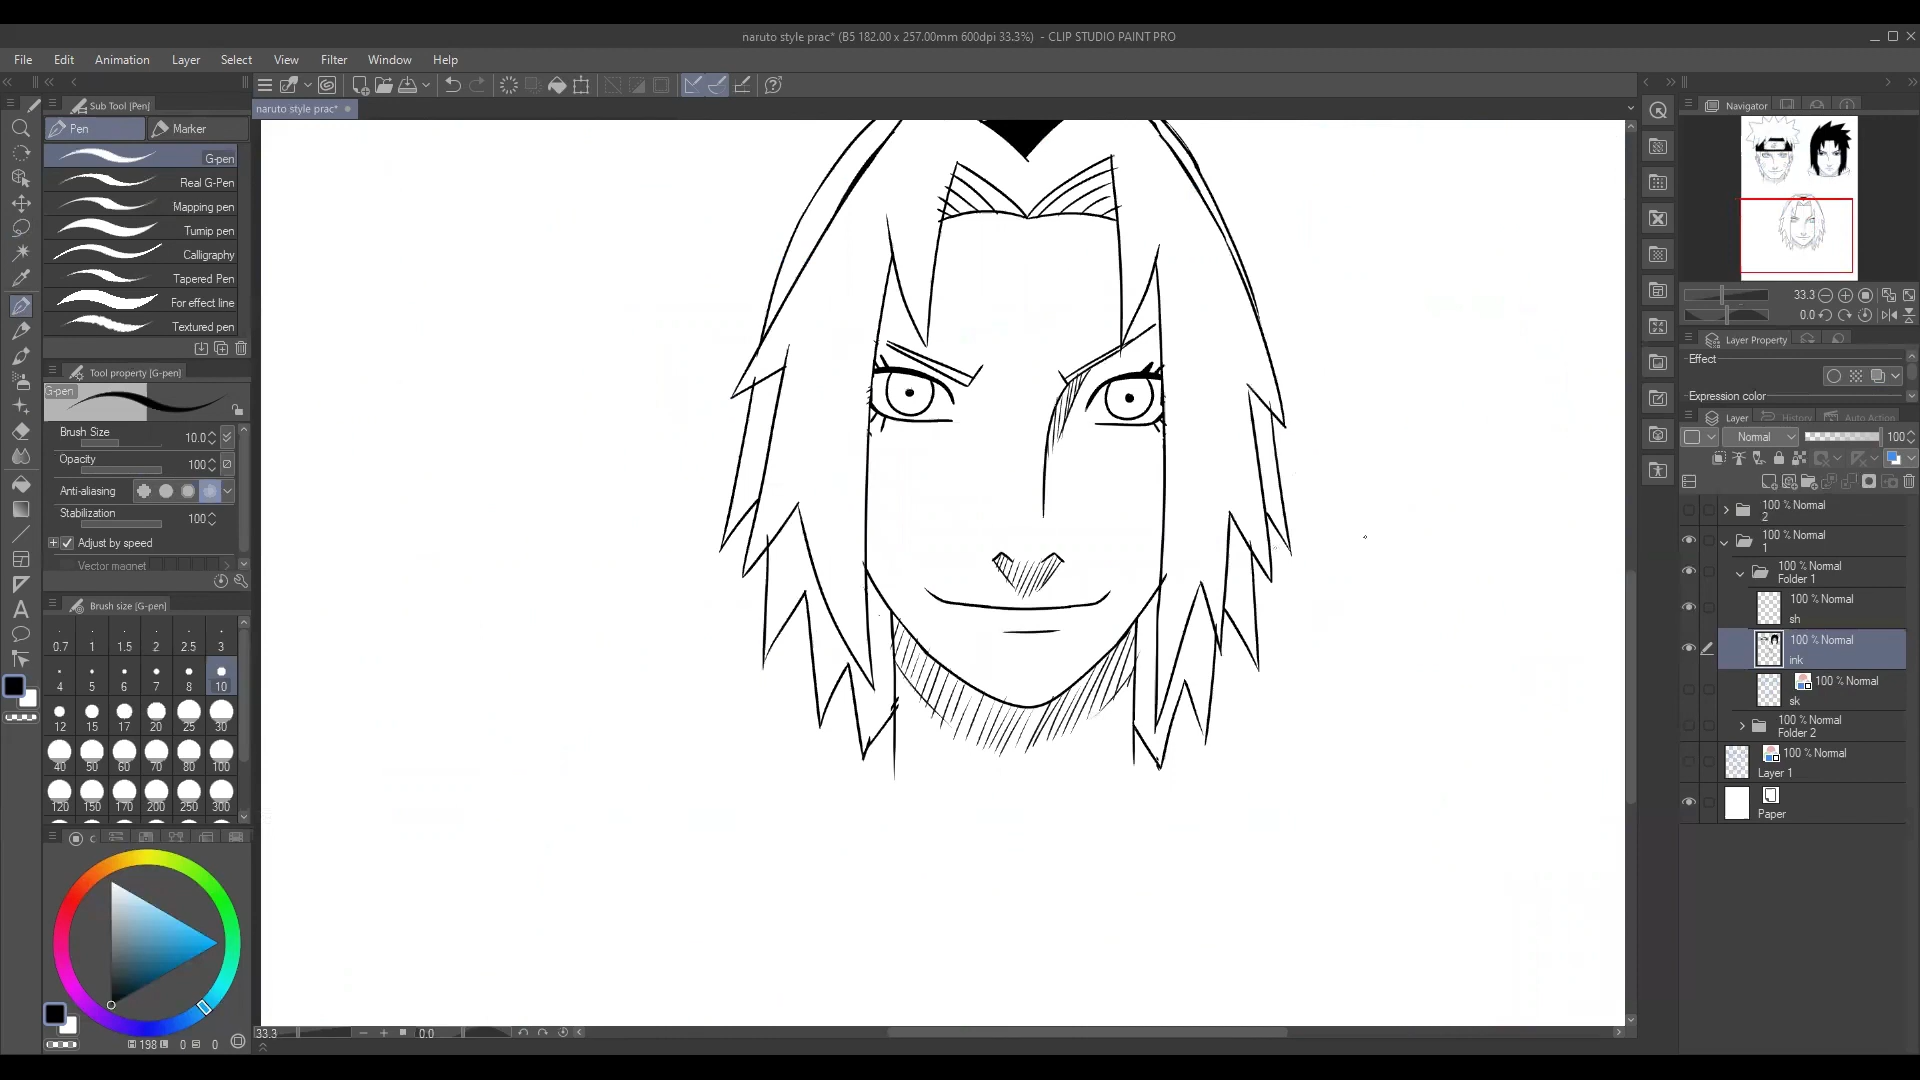 naruto style prac* (B5 182.00 x 257.00mm 600dpi 33.3%) - CLIP STUDIO PAINT PRO
File Edit Animation Layer Select View Filter Window Help
Sub Tool [Pen]
naruto style prac*
Navigator
Pen Marker
G-pen
Real G-Pen
Mapping pen
Turnip pen
Calligraphy
Tapered Pen
For effect line
Textured pen
Tool property [G-pen]
G-pen
Brush Size 10.0
Opacity 100
Anti-aliasing
Stabilization 100
Adjust by speed
Vector magnet
Brush size [G-pen]
0.7 1 1.5 2 2.5 3
4 5 6 7 8 10
12 15 17 20 25 30
40 50 60 70 80 100
120 150 170 200 250 300
198 0 0
33.3 0.0
33.3
0.0
Layer Property
Effect
Expression color
Layer History Auto Action
Normal 100
100 % Normal
2
100 % Normal
1
100 % Normal
Folder 1
100 % Normal
sh
100 % Normal
ink
100 % Normal
sk
100 % Normal
Folder 2
100 % Normal
Layer 1
Paper